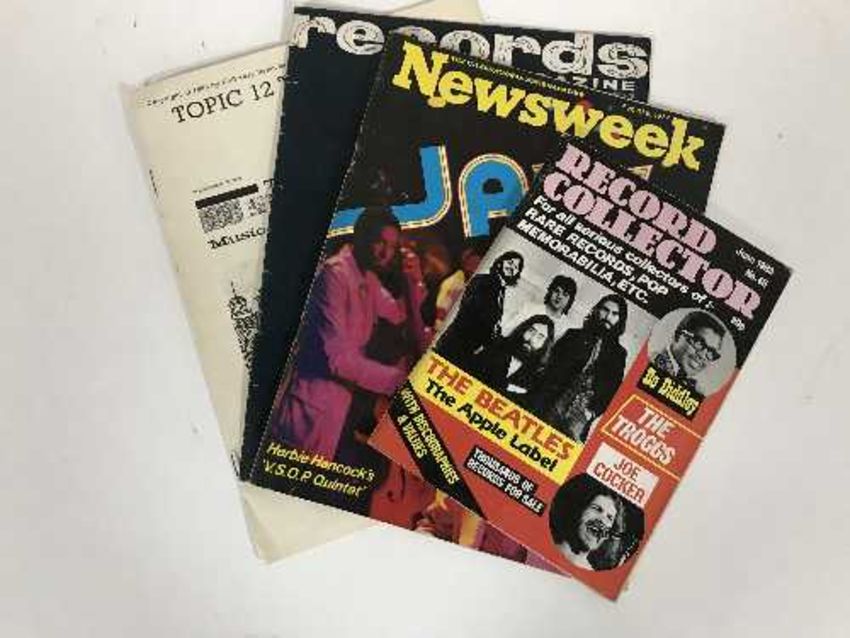 TOPIC 12
Music
records
MAGAZINE
Newsweek
Herbie Hancock's
V.S.O.P. Quintet
RECORD
COLLECTOR
For all serious collectors of :-
RARE RECORDS, POP
MEMORABILIA, ETC.
June
No.
THE BEATLES
The Apple Label
WITH DISCOGRAPHIES
& VALUES
THOUSANDS OF
RECORDS FOR SALE
Bo Diddley
THE
TROGGS
JOE
COCKER